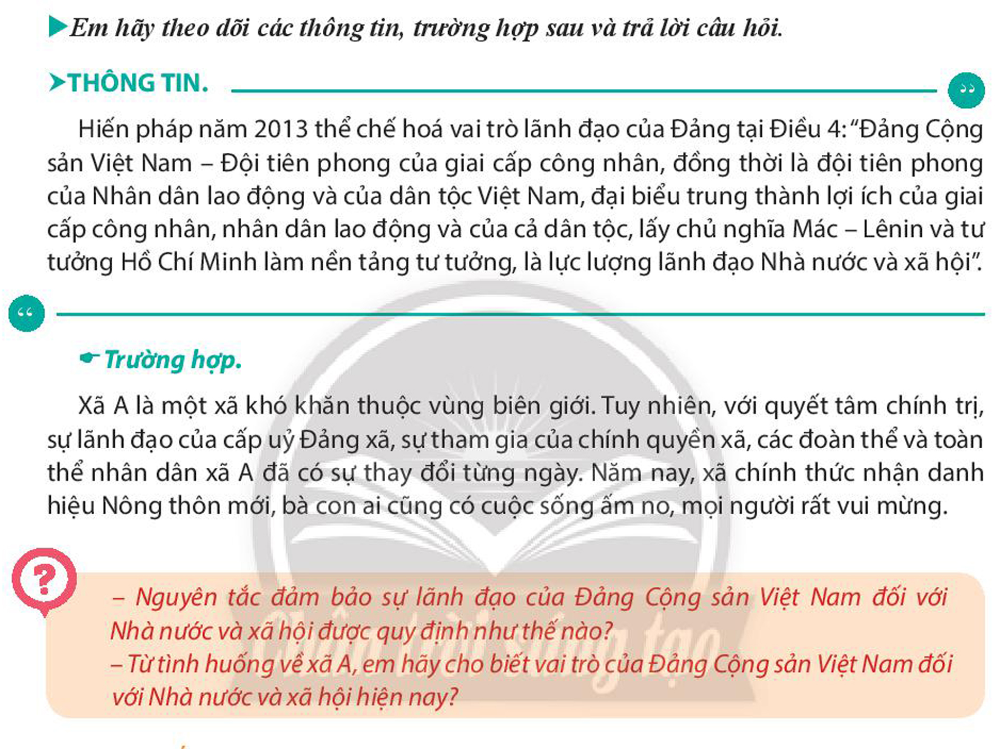 Em hãy theo dõi các thông tin, trường hợp sau và trả lời câu hỏi.
THÔNG TIN.
Hiến pháp năm 2013 thể chế hoá vai trò lãnh đạo của Đảng tại Điều 4: “Đảng Cộng
sản Việt Nam – Đội tiên phong của giai cấp công nhân, đồng thời là đội tiên phong
của Nhân dân lao động và của dân tộc Việt Nam, đại biểu trung thành lợi ích của giai
cấp công nhân, nhân dân lao động và của cả dân tộc, lấy chủ nghĩa Mác – Lênin và tư
tưởng Hồ Chí Minh làm nền tảng tư tưởng, là lực lượng lãnh đạo Nhà nước và xã hội”.
Trường hợp.
Xã A là một xã khó khăn thuộc vùng biên giới. Tuy nhiên, với quyết tâm chính trị,
sự lãnh đạo của cấp uỷ Đảng xã, sự tham gia của chính quyền xã, các đoàn thể và toàn
thể nhân dân xã A đã có sự thay đổi từng ngày. Năm nay, xã chính thức nhận danh
hiệu Nông thôn mới, bà con ai cũng có cuộc sống ấm no, mọi người rất vui mừng.
?
– Nguyên tắc đảm bảo sự lãnh đạo của Đảng Cộng sản Việt Nam đối với
Nhà nước và xã hội được quy định như thế nào?
– Từ tình huống về xã A, em hãy cho biết vai trò của Đảng Cộng sản Việt Nam đối
với Nhà nước và xã hội hiện nay?
Chân trời sáng tạo